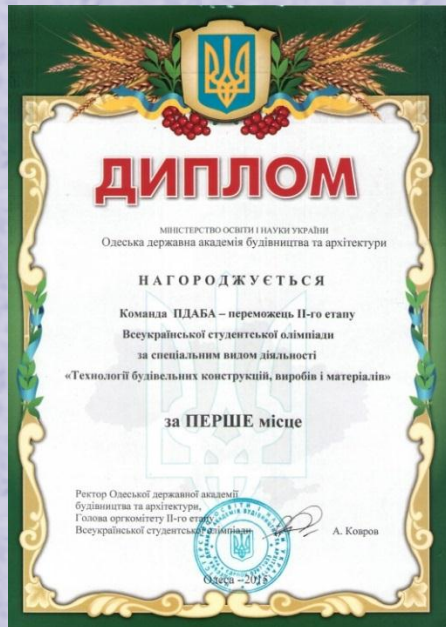 ДИПЛОМ
МІНІСТЕРСТВО ОСВІТИ І НАУКИ УКРАЇНИ
Одеська державна академія будівництва та архітектури
НАГОРОДЖУЄТЬСЯ
Команда ПДАБА – переможець ІІ-го етапу
Всеукраїнської студентської олімпіади
за спеціальним видом діяльності
«Технології будівельних конструкцій, виробів і матеріалів»
за ПЕРШЕ місце
Ректор Одеської державної академії
будівництва та архітектури,
Голова оргкомітету ІІ-го етапу
Всеукраїнської студентської олімпіади
А. Ковров
Одеса –